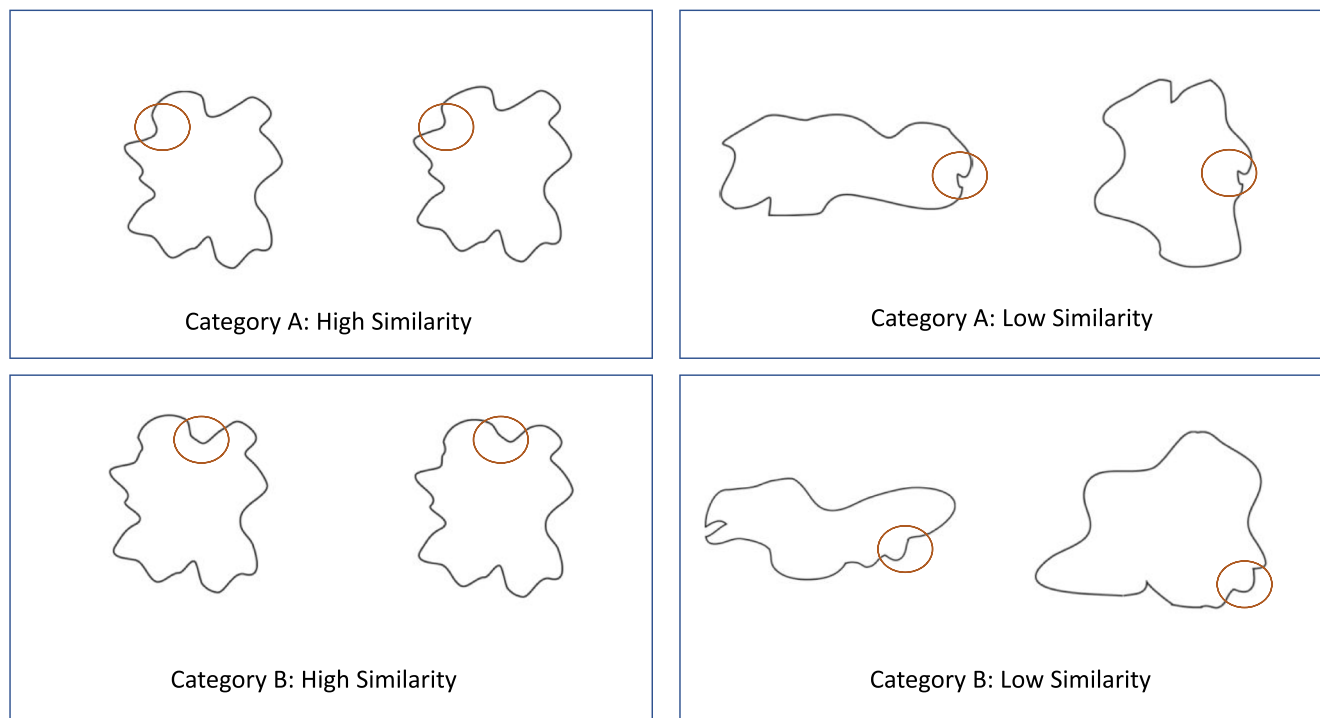 Category A: High Similarity
Category A: Low Similarity
Category B: High Similarity
Category B: Low Similarity